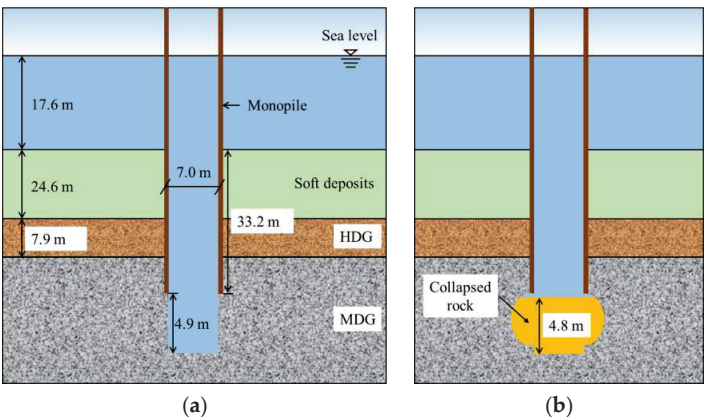 Sea level
17.6 m
Monopile
7.0 m
24.6 m
Soft deposits
33.2 m
7.9 m
HDG
4.9 m
MDG
(a)
Collapsed
rock
4.8 m
(b)